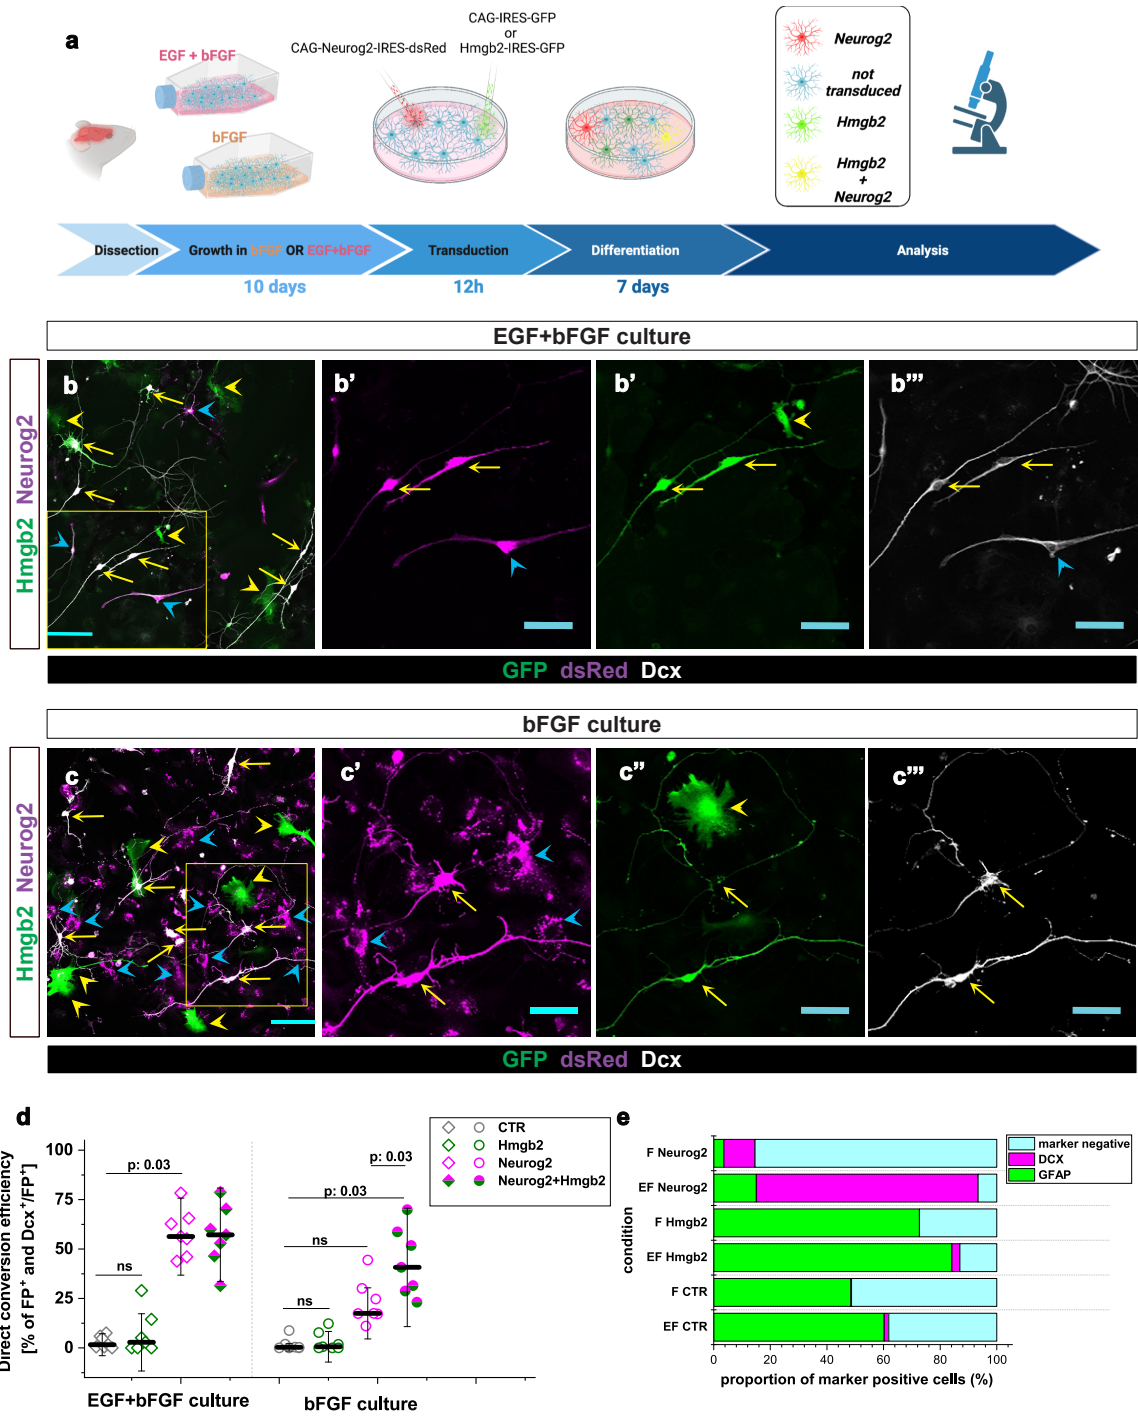 a
EGF + bFGF
bFGF
CAG-Neurog2-IRES-dsRed
CAG-IRES-GFP
or
Hmgb2-IRES-GFP
Neurog2
not
transduced
Hmgb2
Hmgb2
+
Neurog2
Dissection
Growth in bFGF OR EGF+bFGF
Transduction
Differentiation
Analysis
10 days
12h
7 days
EGF+bFGF culture
Hmgb2 Neurog2
b
b'
b'
b'''
GFP dsRed Dcx
bFGF culture
Hmgb2 Neurog2
c
c'
c''
c'''
GFP dsRed Dcx
d
Direct conversion efficiency
[% of FP+ and Dcx+/FP+]
100
75
50
25
0
p: 0.03
ns
p: 0.03
p: 0.03
ns
ns
CTR
Hmgb2
Neurog2
Neurog2+Hmgb2
EGF+bFGF culture
bFGF culture
e
condition
F Neurog2
EF Neurog2
F Hmgb2
EF Hmgb2
F CTR
EF CTR
marker negative
DCX
GFAP
0
20
40
60
80
100
proportion of marker positive cells (%)